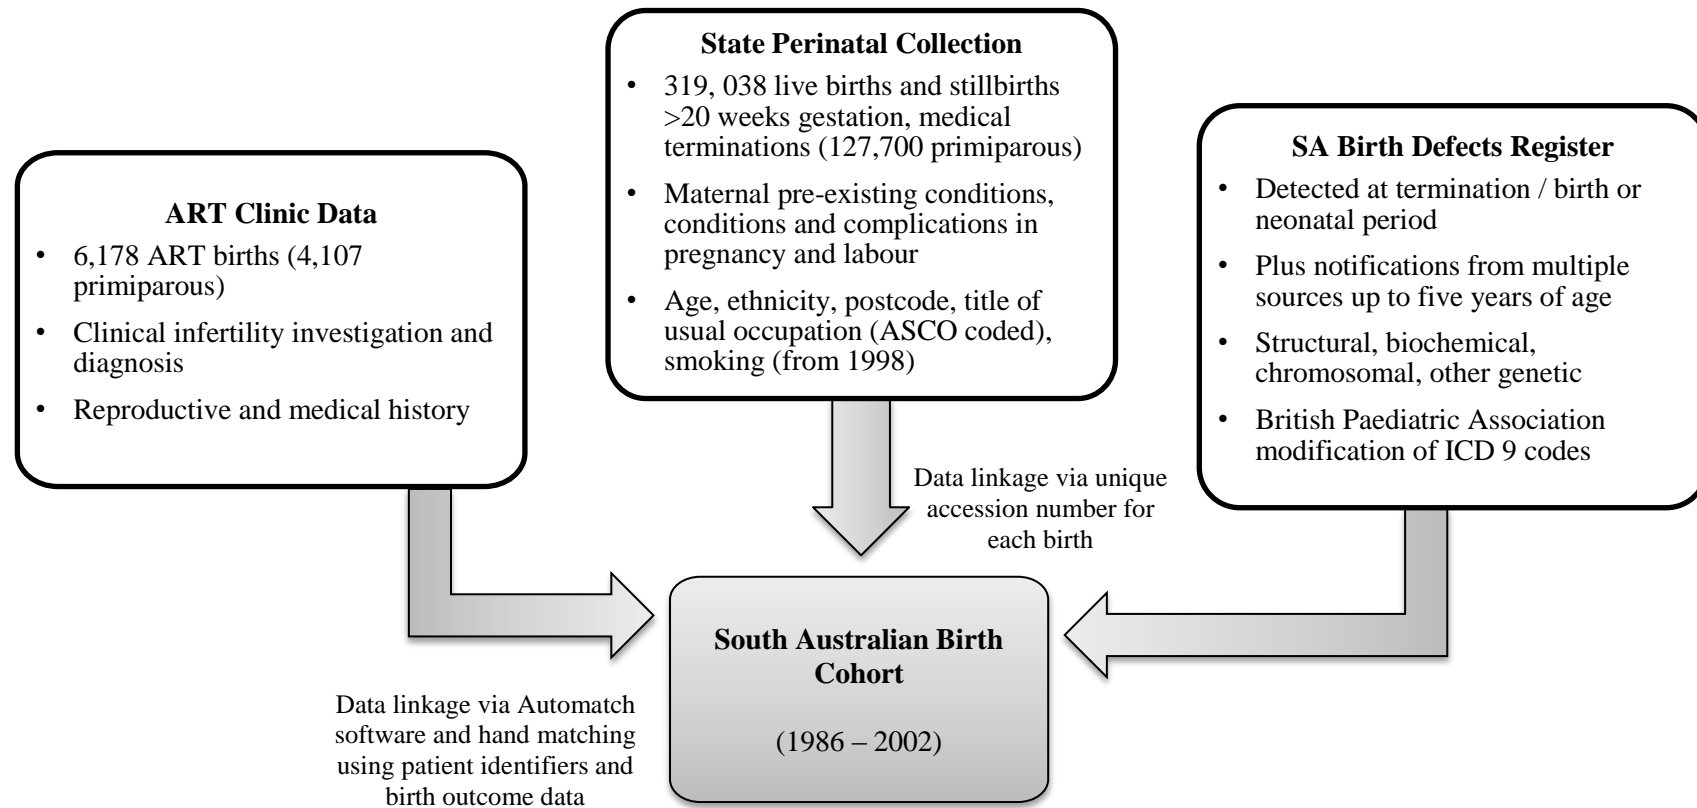 State Perinatal Collection
• 319, 038 live births and stillbirths
>20 weeks gestation, medical
terminations (127,700 primiparous)
• Maternal pre-existing conditions,
conditions and complications in
pregnancy and labour
• Age, ethnicity, postcode, title of
usual occupation (ASCO coded),
smoking (from 1998)
ART Clinic Data
• 6,178 ART births (4,107
primiparous)
• Clinical infertility investigation and
diagnosis
• Reproductive and medical history
SA Birth Defects Register
• Detected at termination / birth or
neonatal period
• Plus notifications from multiple
sources up to five years of age
• Structural, biochemical,
chromosomal, other genetic
• British Paediatric Association
modification of ICD 9 codes
Data linkage via unique
accession number for
each birth
South Australian Birth
Cohort
(1986 – 2002)
Data linkage via Automatch
software and hand matching
using patient identifiers and
birth outcome data